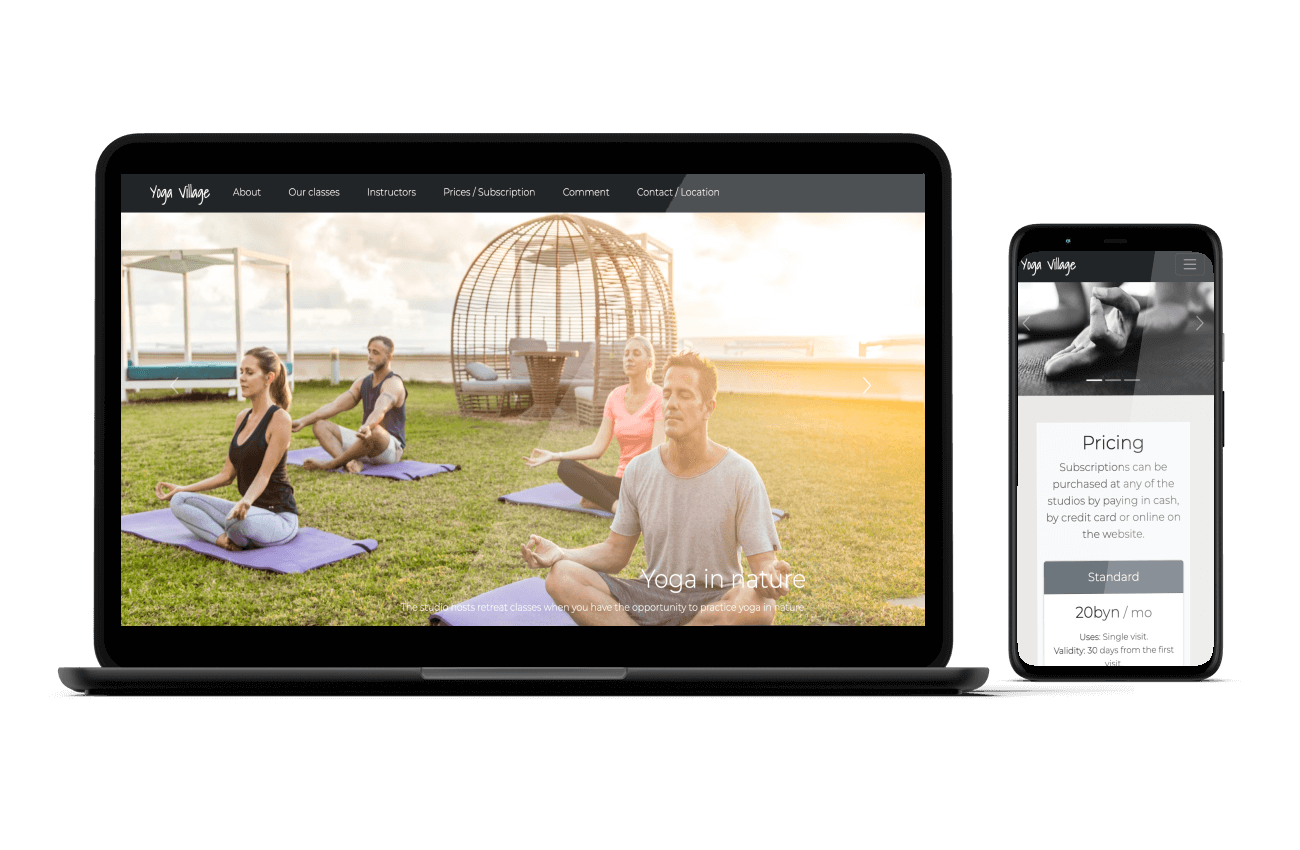 Yoga Village About Our classes Instructors Prices / Subscription Comment Contact / Location
Yoga in nature
The studio hosts retreat classes when you have the opportunity to practice yoga in nature.
Yoga Village
Pricing
Subscriptions can be
purchased at any of the
studios by paying in cash,
by credit card or online on
the website.
Standard
20byn / mo
Uses: Single visit.
Validity: 30 days from the first
visit